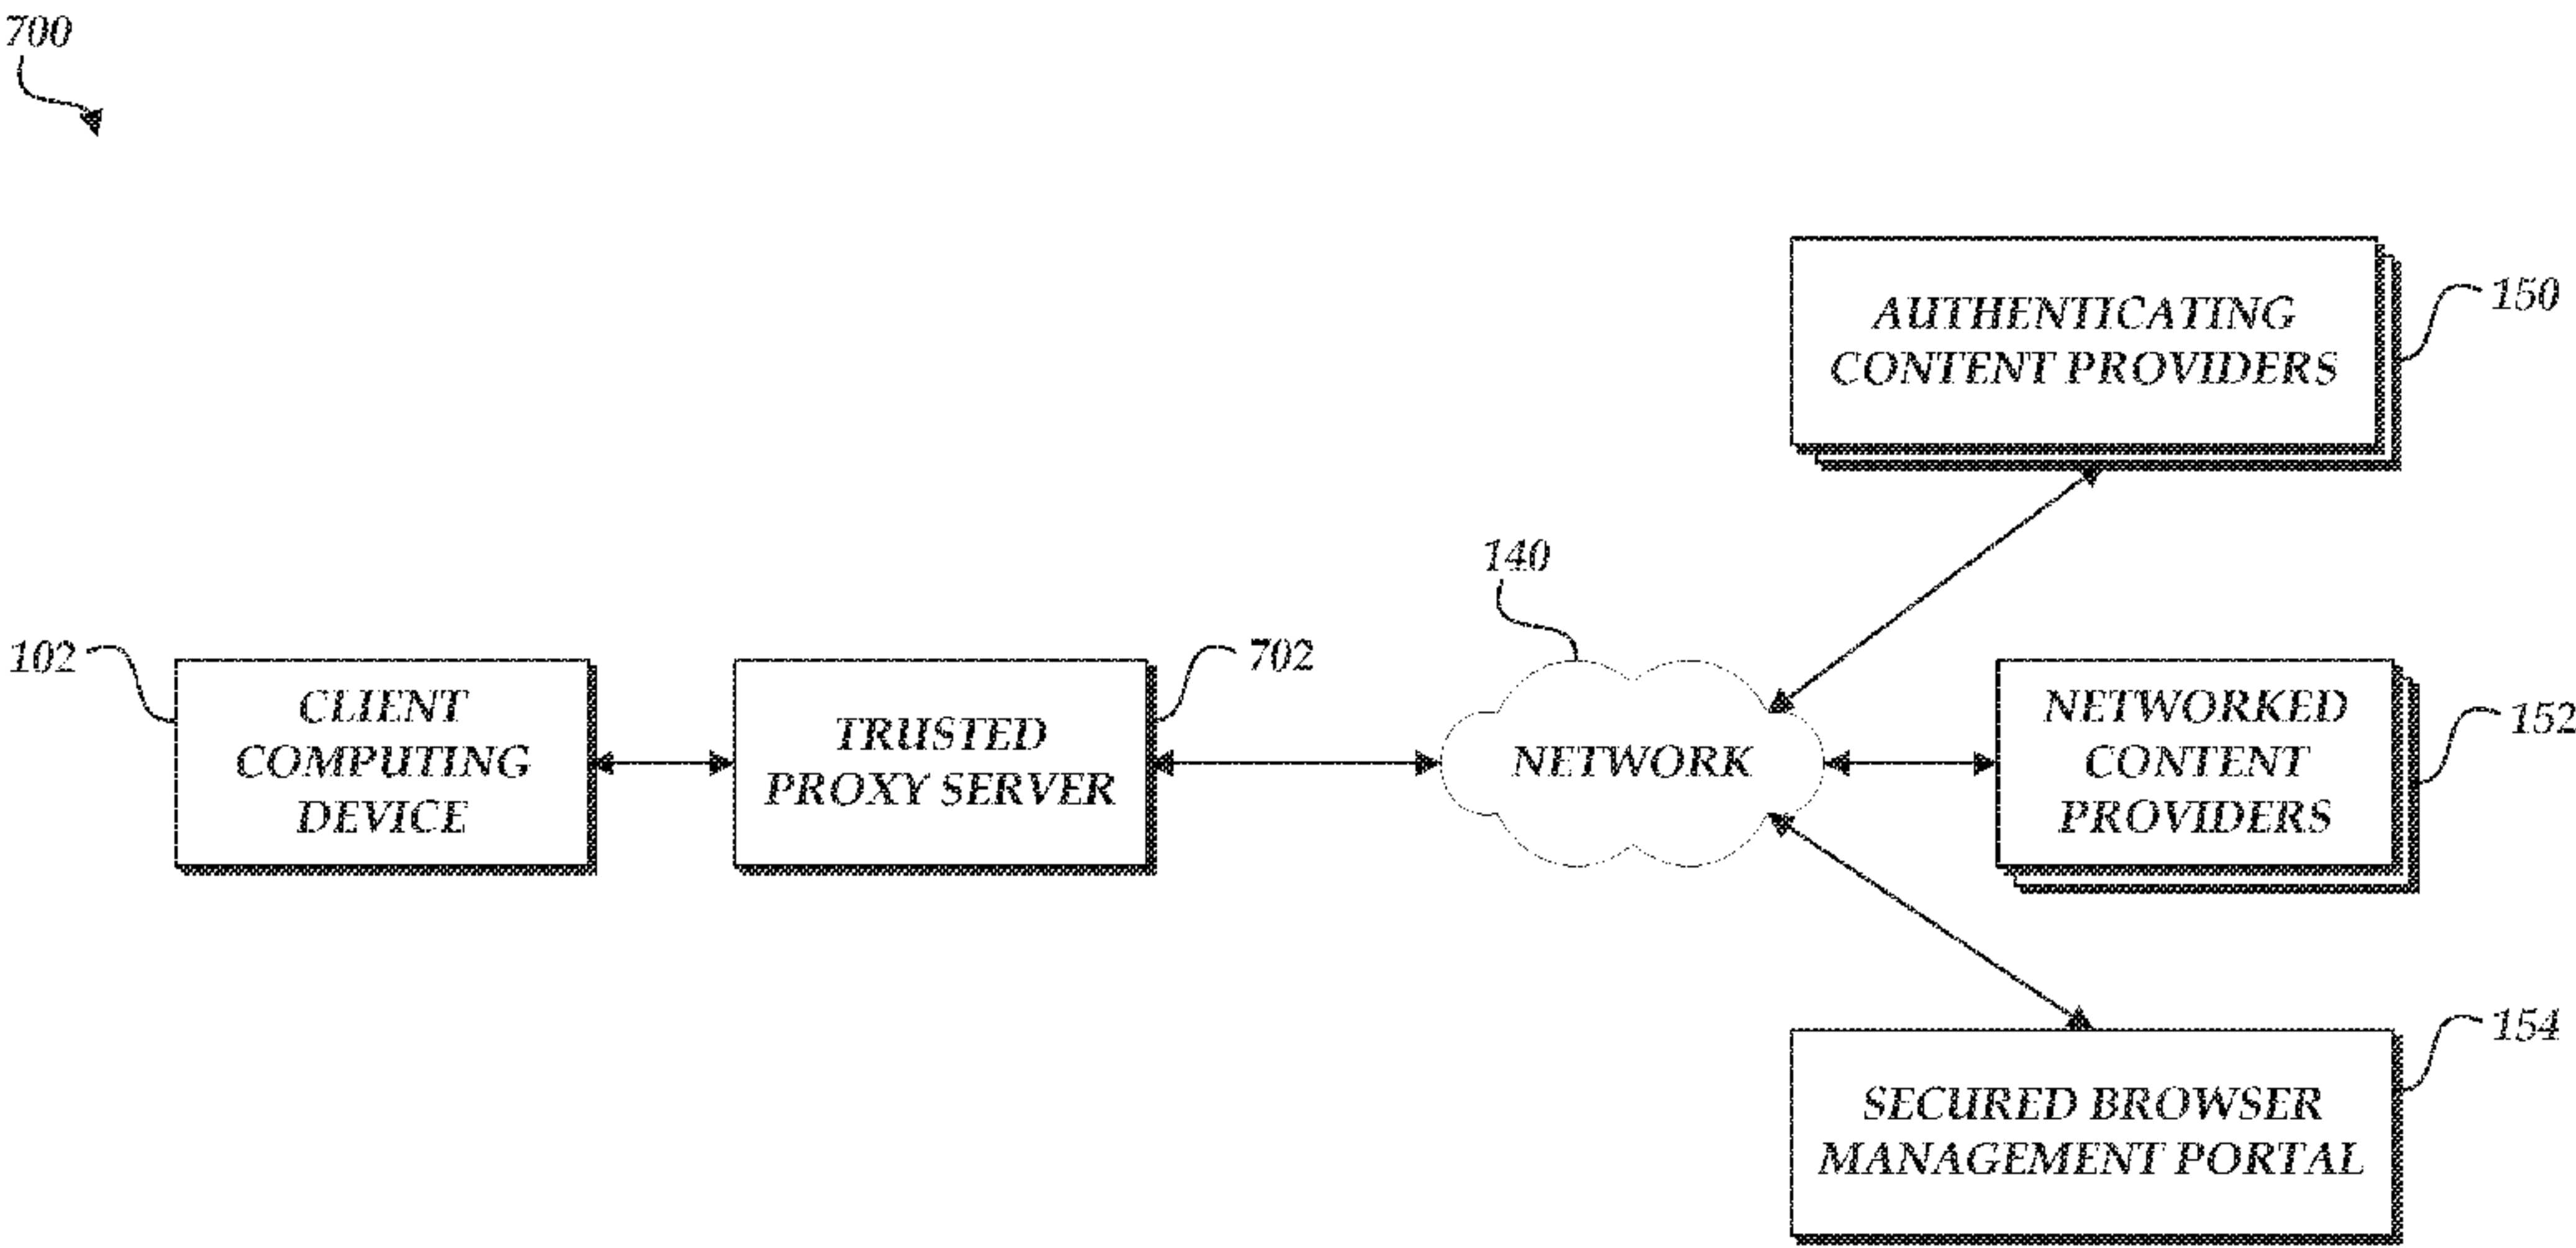 700
AUTHENTICATING
CONTENT PROVIDERS
150
140
102
CLIENT
COMPUTING
DEVICE
TRUSTED
PROXY SERVER
702
NETWORK
NETWORKED
CONTENT
PROVIDERS
152
SECURED BROWSER
MANAGEMENT PORTAL
154